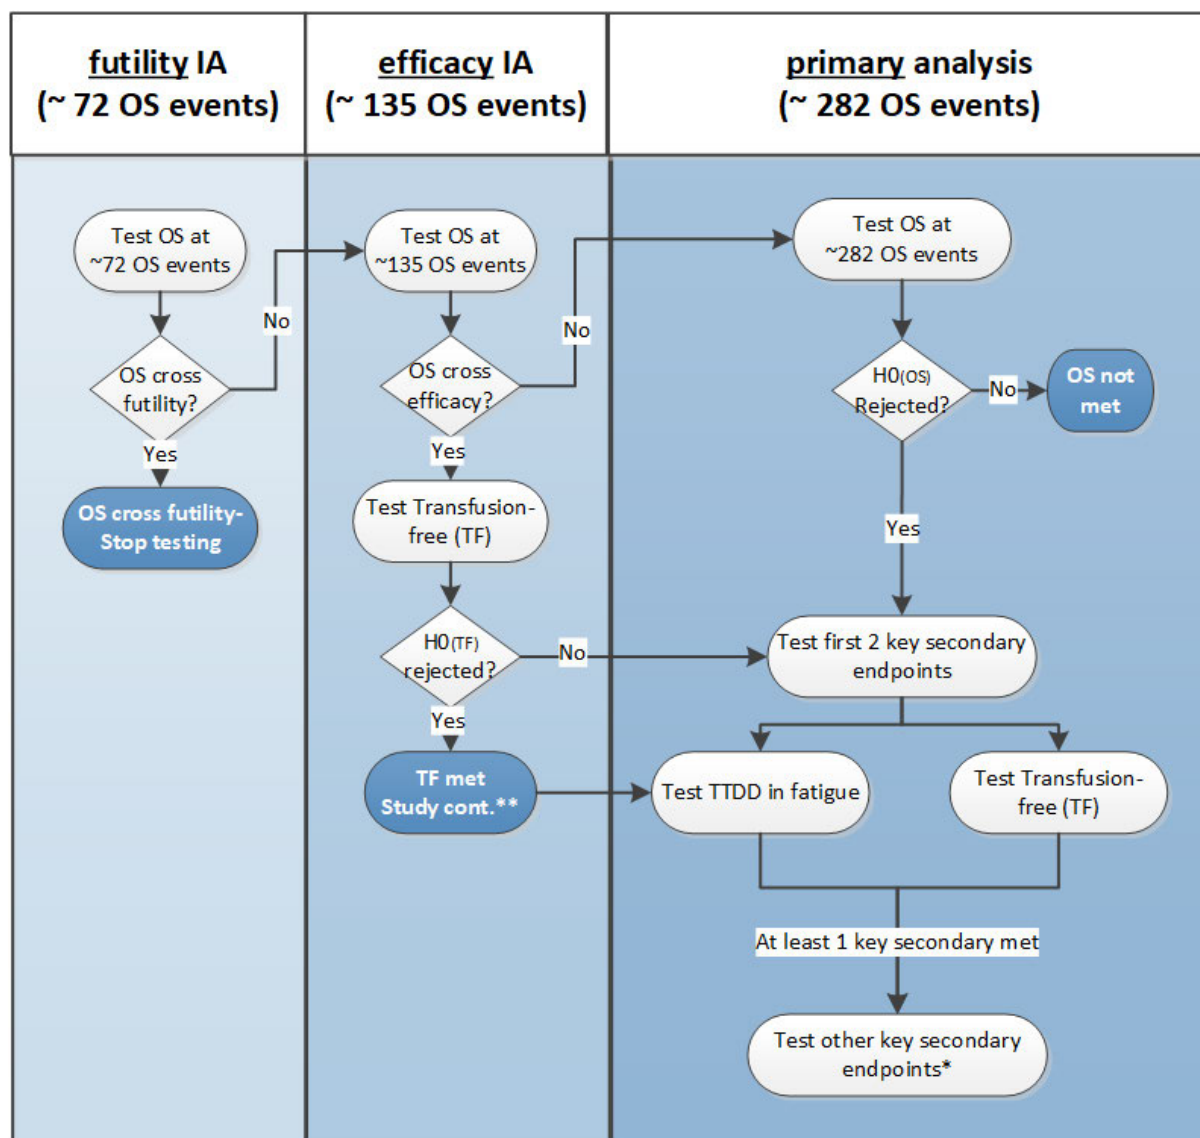 futility IA
(~ 72 OS events)
efficacy IA
(~ 135 OS events)
primary analysis
(~ 282 OS events)
Test OS at
~72 OS events
No
OS cross
futility?
Yes
OS cross futility-
Stop testing
Test OS at
~135 OS events
No
OS cross
efficacy?
Yes
Test Transfusion-
free (TF)
H0(TF)
rejected?
No
Yes
TF met
Study cont.**
Test OS at
~282 OS events
H0(OS)
Rejected?
No
OS not
met
Yes
Test first 2 key secondary
endpoints
Test TTDD in fatigue
Test Transfusion-
free (TF)
At least 1 key secondary met
Test other key secondary
endpoints*